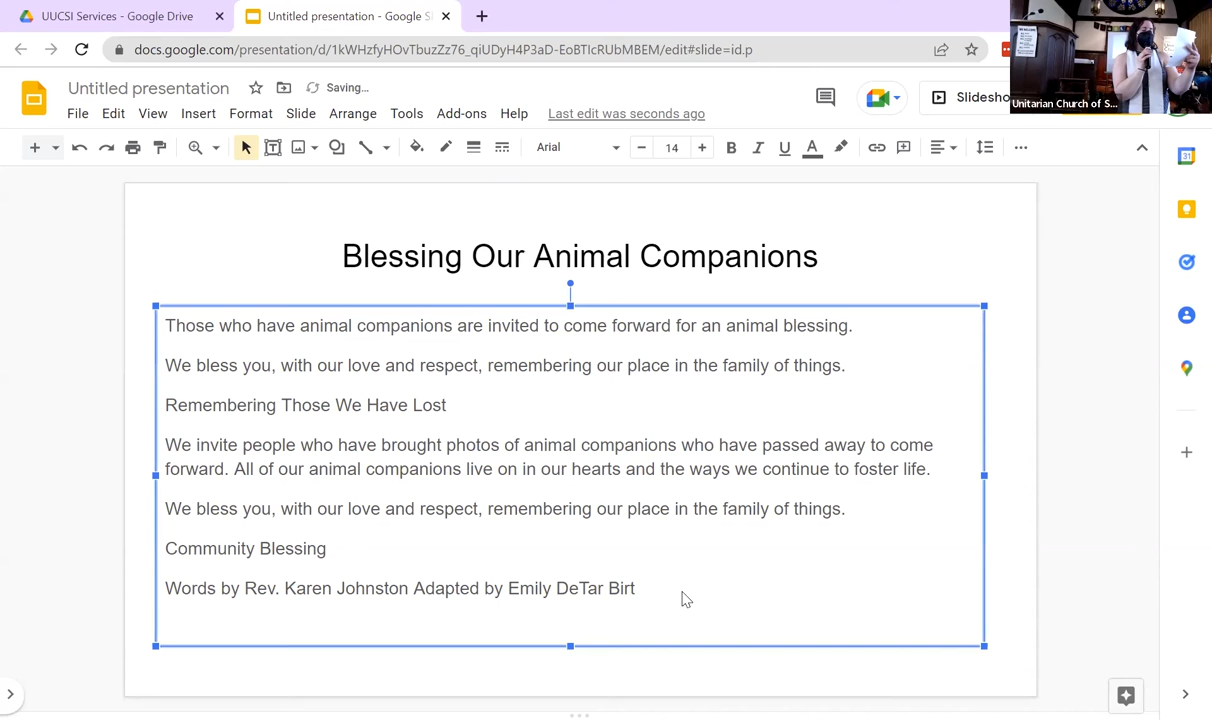 UUCSI Services - Google Drive
Untitled presentation - Google S
docs.google.com/presentation/d/1kWHzfyHOvTbuzZz76_qiUDyH4P3aD-EoBTlcRUbMBEM/edit#slide=id.p
Unitarian Church of S...
Untitled presentation
Saving...
Slidesho
File Edit View Insert Format Slide Arrange Tools Add-ons Help Last edit was seconds ago
Arial 14 B I U A
31
Blessing Our Animal Companions
Those who have animal companions are invited to come forward for an animal blessing.
We bless you, with our love and respect, remembering our place in the family of things.
Remembering Those We Have Lost
We invite people who have brought photos of animal companions who have passed away to come
forward. All of our animal companions live on in our hearts and the ways we continue to foster life.
We bless you, with our love and respect, remembering our place in the family of things.
Community Blessing
Words by Rev. Karen Johnston Adapted by Emily DeTar Birt